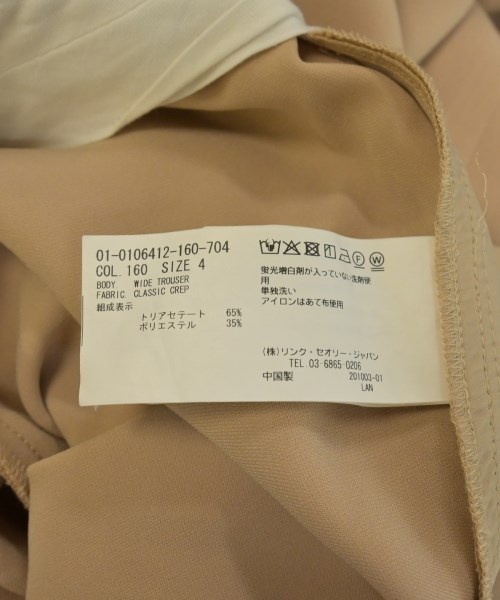 01-0106412-160-704
COL.160 SIZE 4
BODY. WIDE TROUSER
FABRIC. CLASSIC CREP
組成表示
トリアセテート 65%
ポリエステル 35%
蛍光増白剤が入っていない洗剤使
用
単独洗い
アイロンはあて布使用
(株)リンク・セオリー・ジャパン
TEL.03-6865-0206
中国製 201003-01
LAN